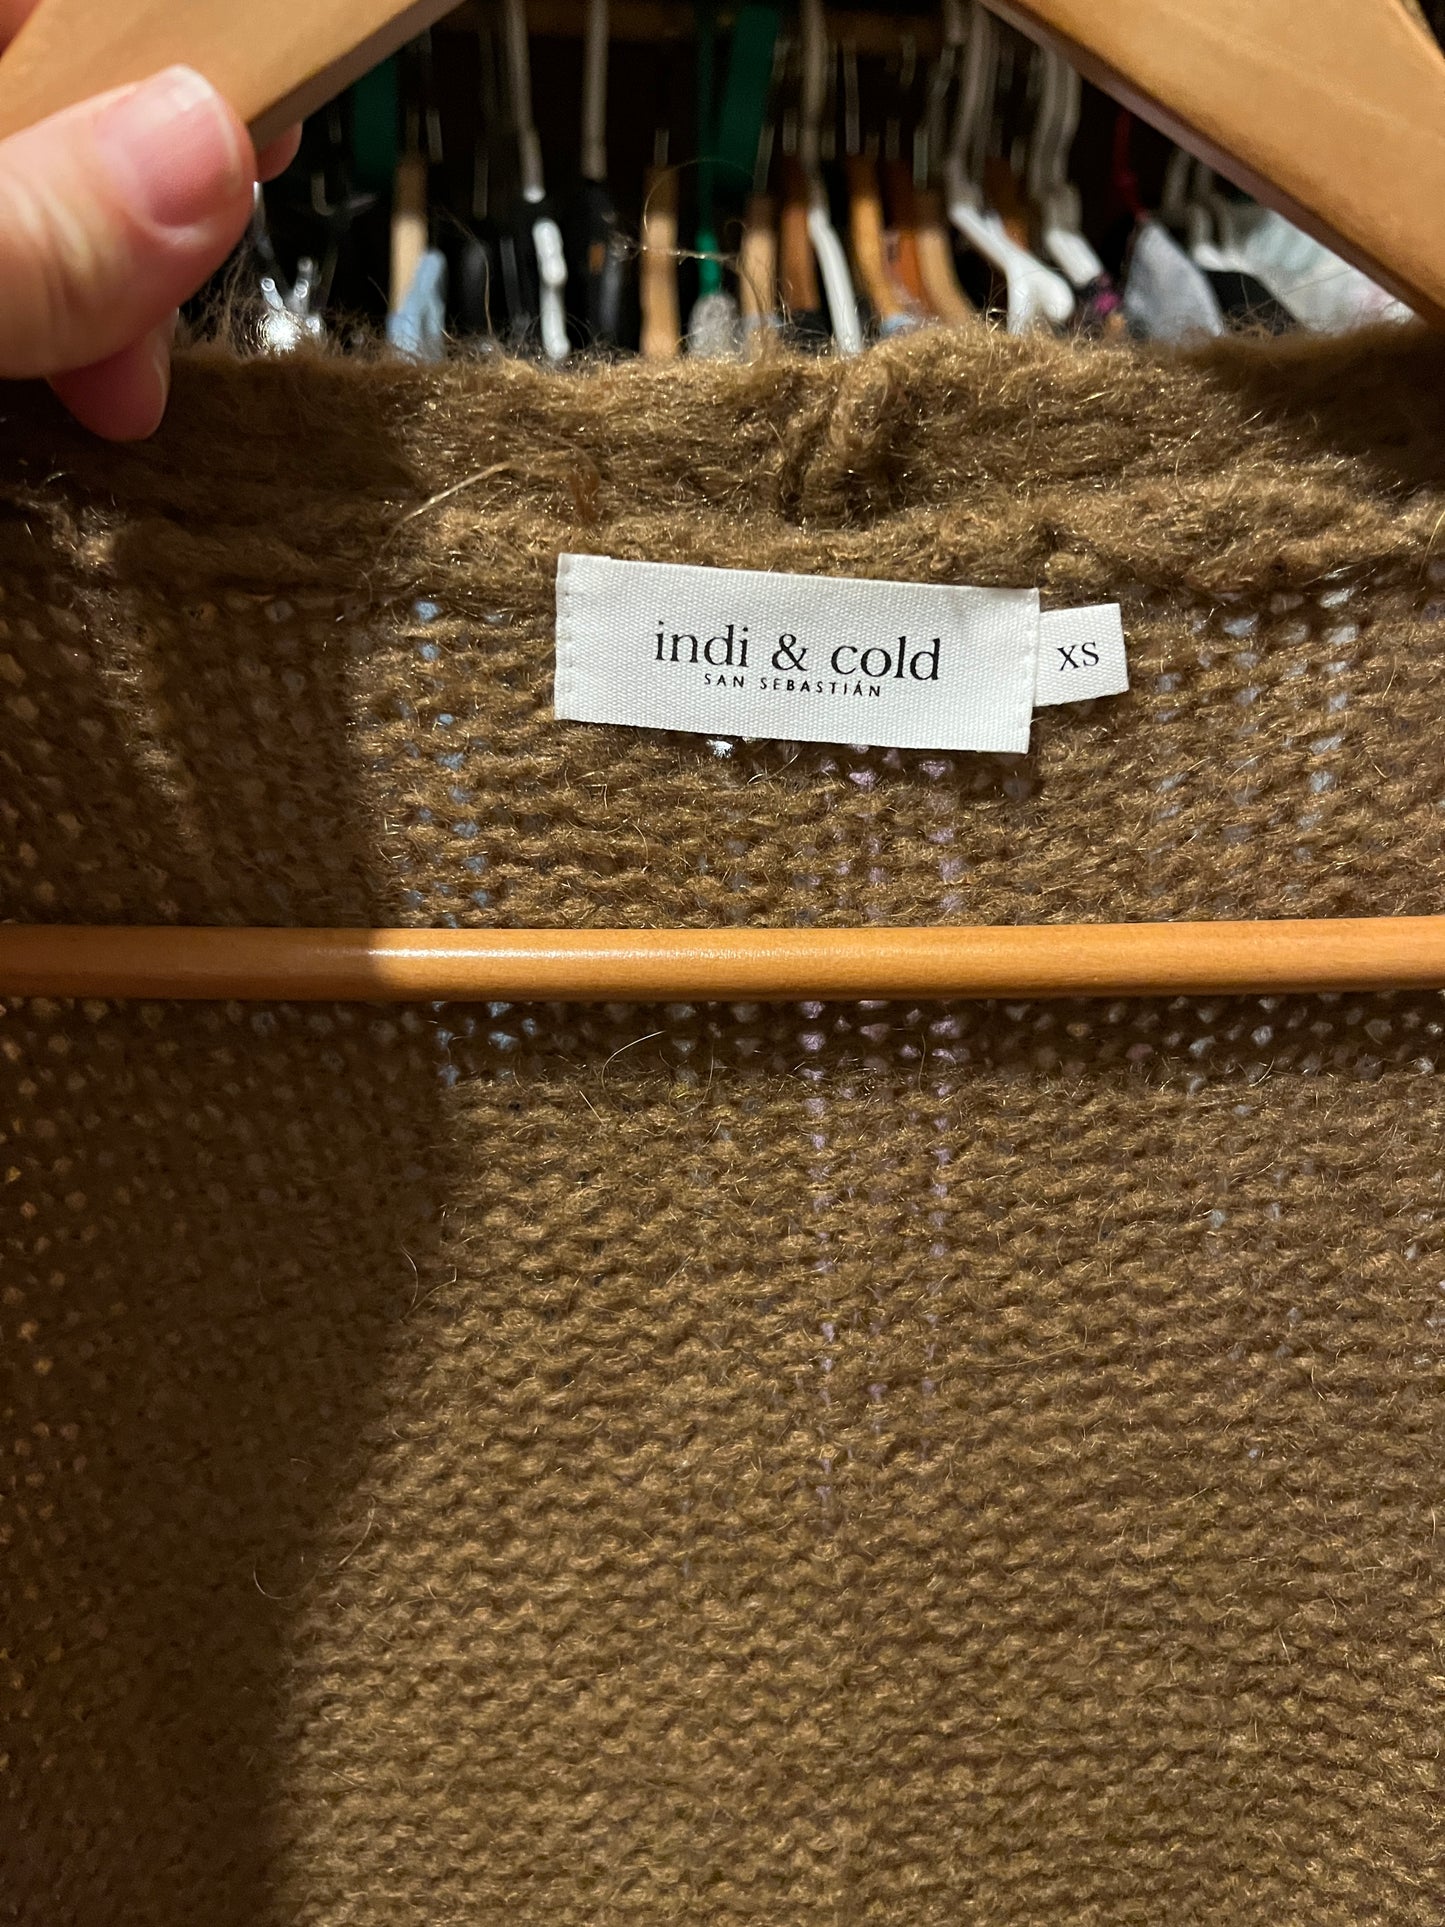 indi & cold
SAN SEBASTIÁN
XS